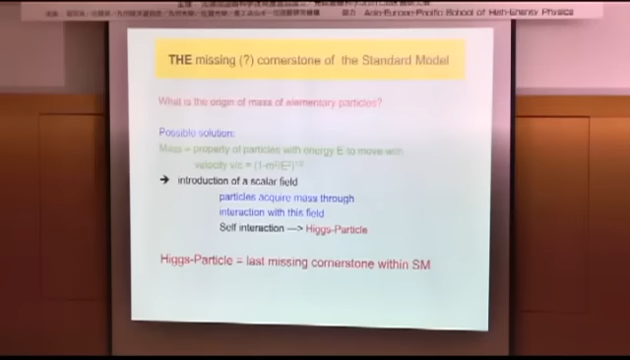 Asia-Europe-Pacific School of High-Energy Physics
THE missing (?) cornerstone of the Standard Model
What is the origin of mass of elementary particles?
Possible solution:
Mass = property of particles with energy E to move with
velocity v/c = (1-m²/E²)¹/²
➔ introduction of a scalar field
particles acquire mass through
interaction with this field
Self interaction —> Higgs-Particle
Higgs-Particle = last missing cornerstone within SM